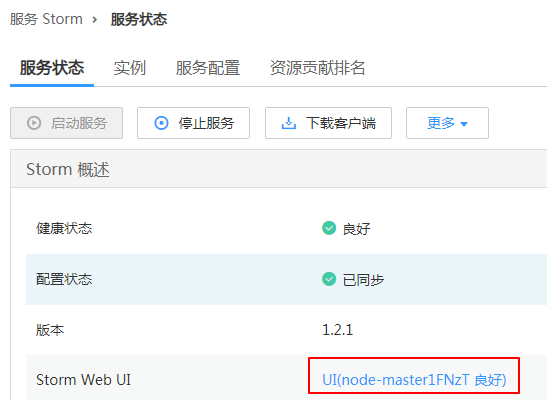 服务 Storm > 服务状态
服务状态 实例 服务配置 资源贡献排名
启动服务 停止服务 下载客户端 更多
Storm 概述
健康状态 良好
配置状态 已同步
版本 1.2.1
Storm Web UI UI(node-master1FNzT 良好)